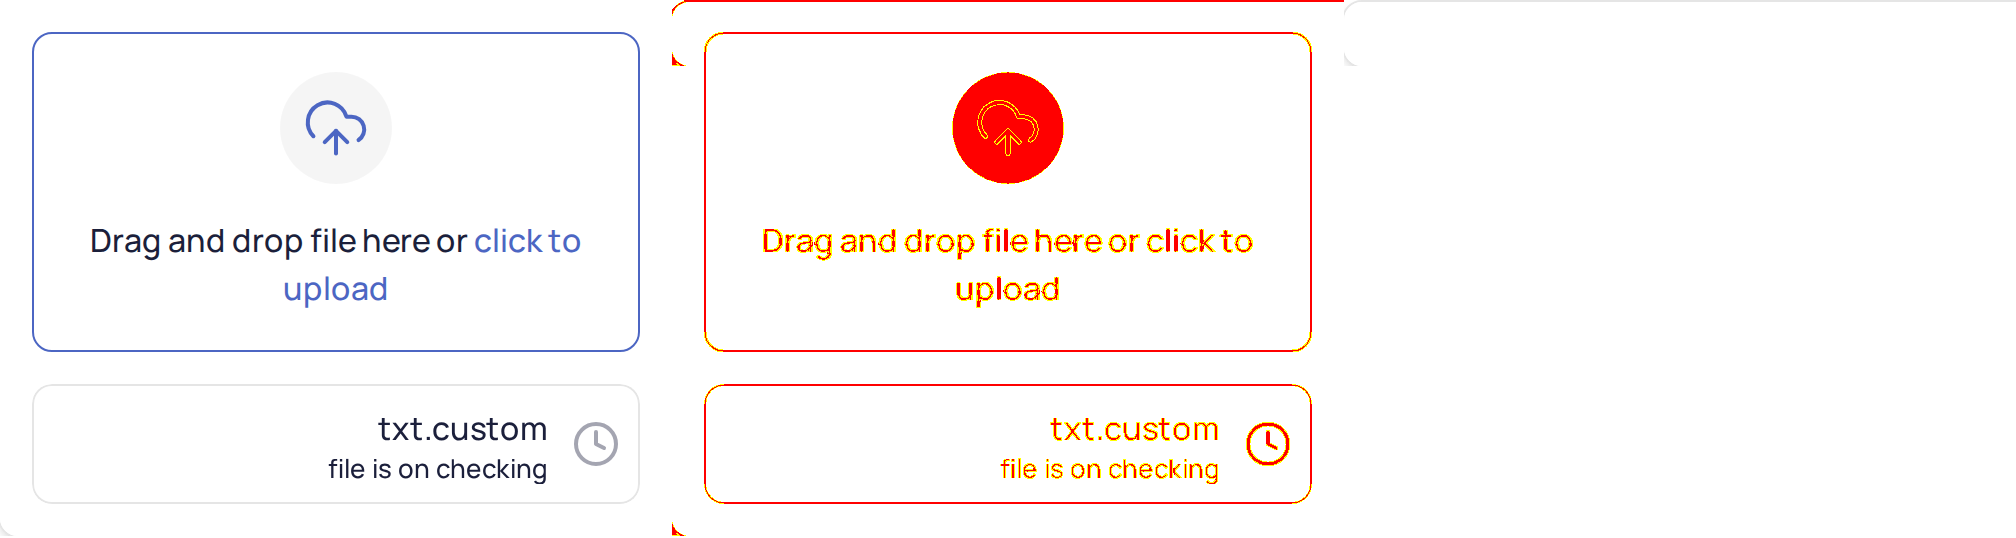 Drag and drop file here or click to
upload
txt.custom
file is on checking
Drag and drop file here or click to
upload
txt.custom
file is on checking